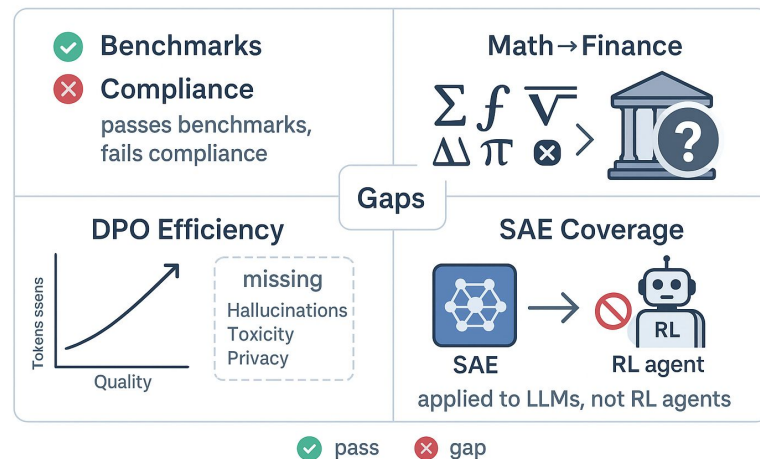 Benchmarks
Compliance
passes benchmarks,
fails compliance
Math→Finance
Σ ƒ √
π
?
Gaps
DPO Efficiency
Tokens ssens
Quality
missing
Hallucinations
Toxicity
Privacy
SAE Coverage
SAE
RL
RL agent
applied to LLMs, not RL agents
pass
gap